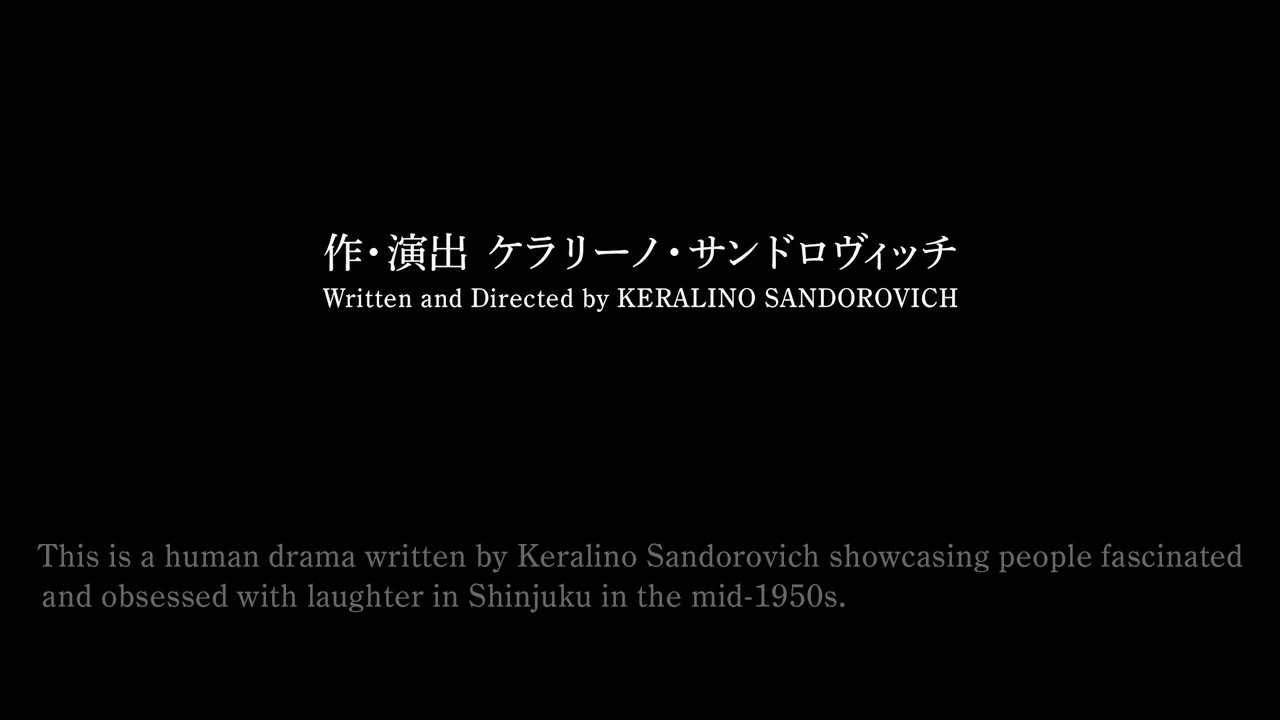 作・演出 ケラリーノ・サンドロヴィッチ
Written and Directed by KERALINO SANDOROVICH
This is a human drama written by Keralino Sandorovich showcasing people fascinated
and obsessed with laughter in Shinjuku in the mid-1950s.